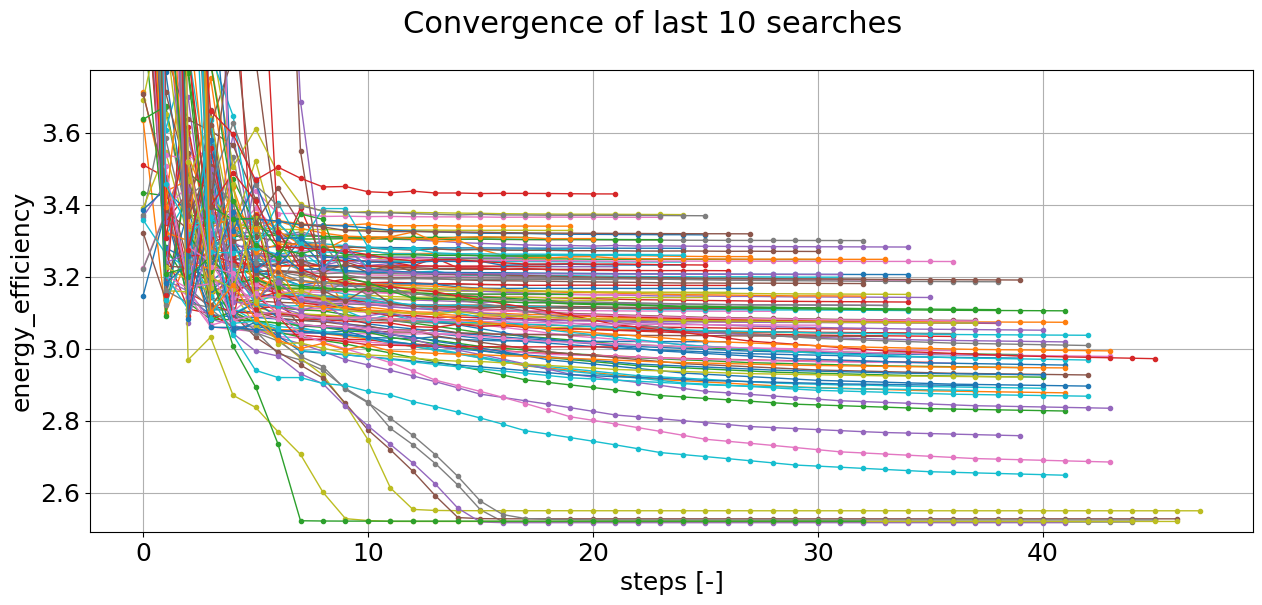 Convergence of last 10 searches
energy_efficiency
3.6
3.4
3.2
3.0
2.8
2.6
0 10 20 30 40
steps [-]